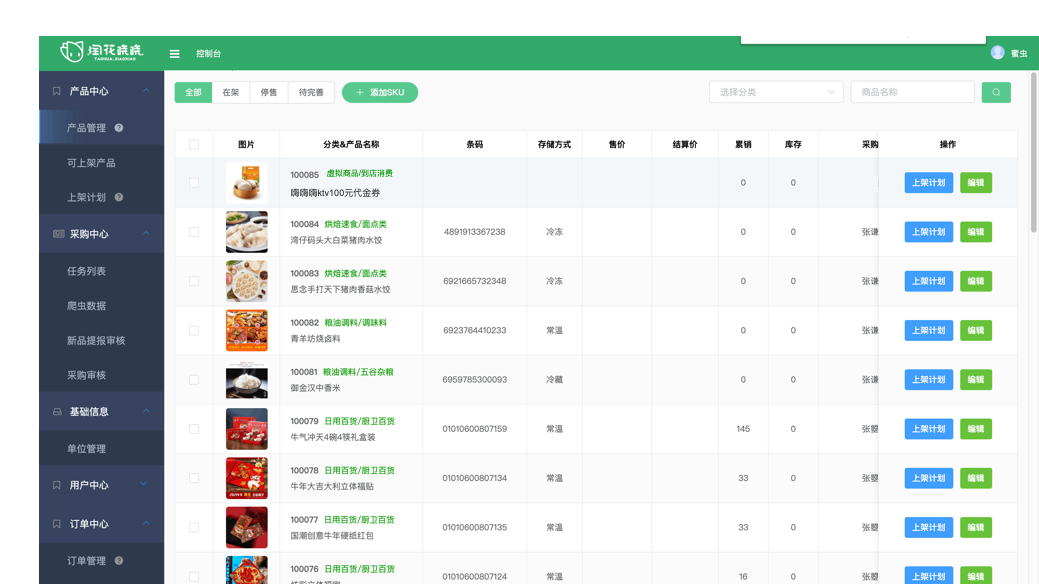 淘花晓晓
TAOHUA.XIAOXIAO
控制台
蜜虫
产品中心
产品管理
可上架产品
上架计划
采购中心
任务列表
爬虫数据
新品提报审核
采购审核
基础信息
单位管理
用户中心
订单中心
订单管理
全部 在架 停售 待完善 + 添加SKU 选择分类 商品名称
图片 分类&产品名称 条码 存储方式 售价 结算价 累销 库存 采购 操作
100085 虚拟商品/到店消费
嗨嗨嗨ktv100元代金券
0 0 上架计划 编辑
100084 烘焙速食/面点类
湾仔码头大白菜猪肉水饺
4891913367238 冷冻 0 0 张谦 上架计划 编辑
100083 烘焙速食/面点类
思念手打天下猪肉香菇水饺
6921665732348 冷冻 0 0 张谦 上架计划 编辑
100082 粮油调料/调味料
青羊坊烧卤料
6923764410233 常温 0 0 张谦 上架计划 编辑
100081 粮油调料/五谷杂粮
御金汉中香米
6959785300093 冷藏 0 0 张谦 上架计划 编辑
100079 日用百货/厨卫百货
牛气冲天4碗4筷礼盒装
01010600807159 常温 145 0 张曌 上架计划 编辑
100078 日用百货/厨卫百货
牛年大吉大利立体福贴
01010600807134 常温 33 0 张曌 上架计划 编辑
100077 日用百货/厨卫百货
国潮创意牛年硬纸红包
01010600807135 常温 33 0 张曌 上架计划 编辑
100076 日用百货/厨卫百货
01010600807124 常温 16 0 张曌 上架计划 编辑